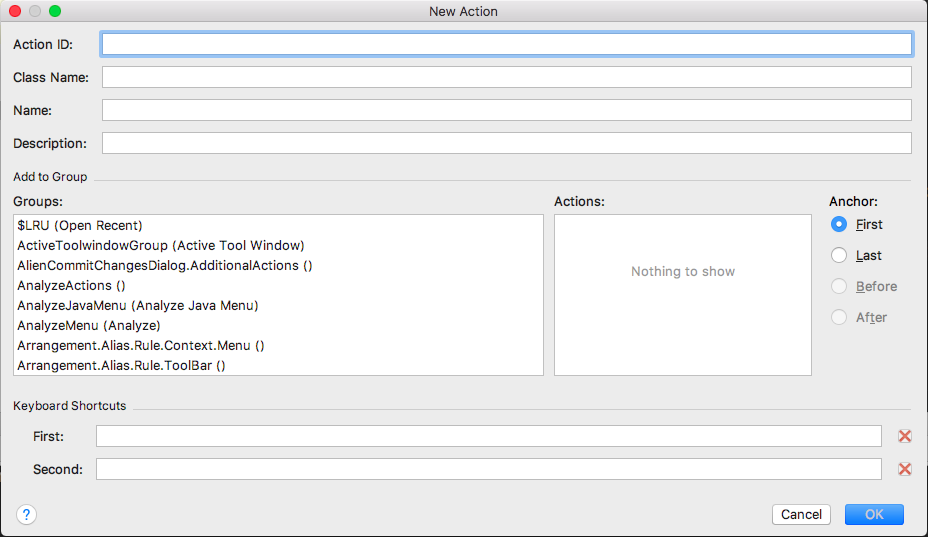 New Action
Action ID:
Class Name:
Name:
Description:
Add to Group
Groups: Actions: Anchor:
$LRU (Open Recent)
ActiveToolwindowGroup (Active Tool Window)
AlienCommitChangesDialog.AdditionalActions ()
AnalyzeActions ()
AnalyzeJavaMenu (Analyze Java Menu)
AnalyzeMenu (Analyze)
Arrangement.Alias.Rule.Context.Menu ()
Arrangement.Alias.Rule.ToolBar ()
Nothing to show
First
Last
Before
After
Keyboard Shortcuts
First:
Second:
? Cancel OK